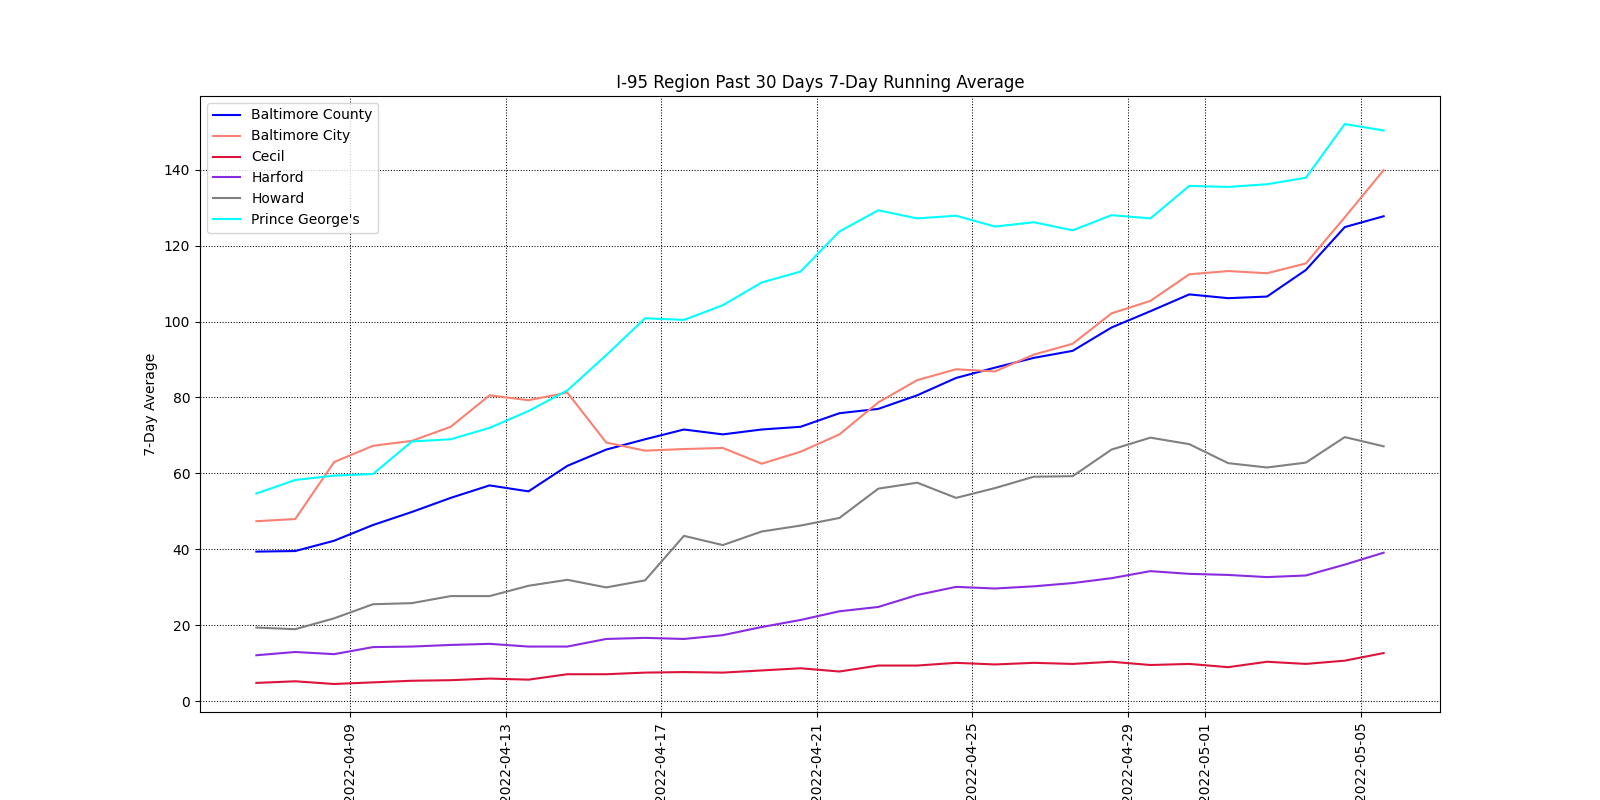 I-95 Region Past 30 Days 7-Day Running Average
Baltimore County
Baltimore City
Cecil
Harford
Howard
Prince George's
7-Day Average
140
120
100
80
60
40
20
0
2022-04-09
2022-04-13
2022-04-17
2022-04-21
2022-04-25
2022-04-29
2022-05-01
2022-05-05